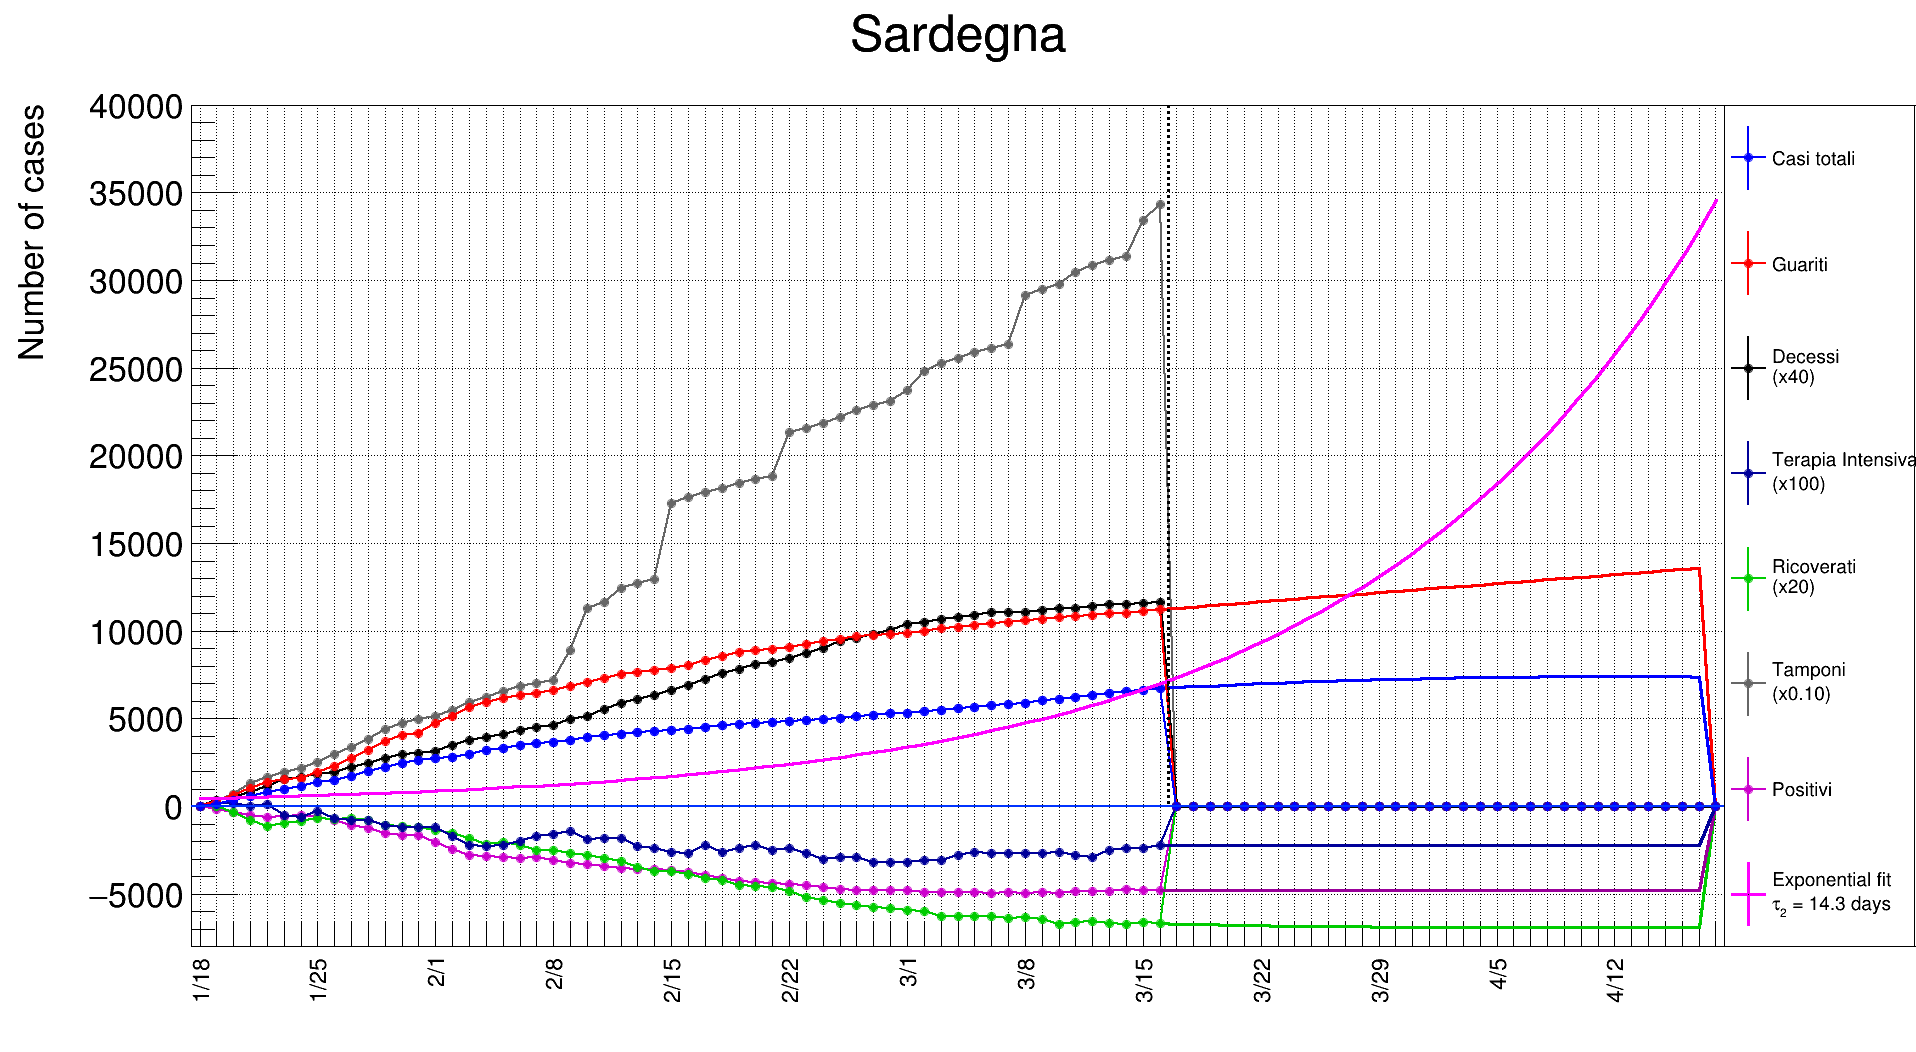 Sardegna
Number of cases
40000
35000
30000
25000
20000
15000
10000
5000
0
−5000
1/18
1/25
2/1
2/8
2/15
2/22
3/1
3/8
3/15
3/22
3/29
4/5
4/12
Casi totali
Guariti
Decessi
(x40)
Terapia Intensiva
(x100)
Ricoverati
(x20)
Tamponi
(x0.10)
Positivi
Exponential fit
τ2 = 14.3 days